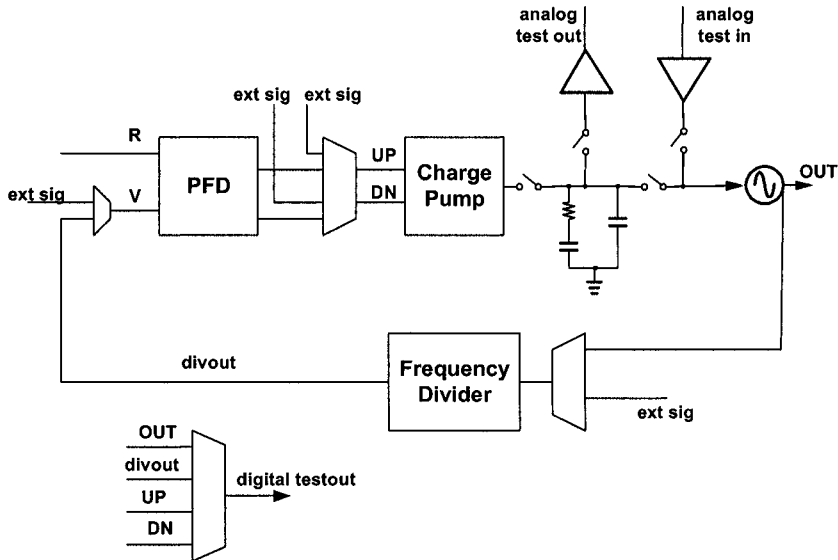 analog
test out
analog
test in
ext sig
ext sig
R
UP
OUT
PFD
Charge
Pump
ext sig
V
DN
divout
Frequency
Divider
ext sig
OUT
divout
digital testout
UP
DN